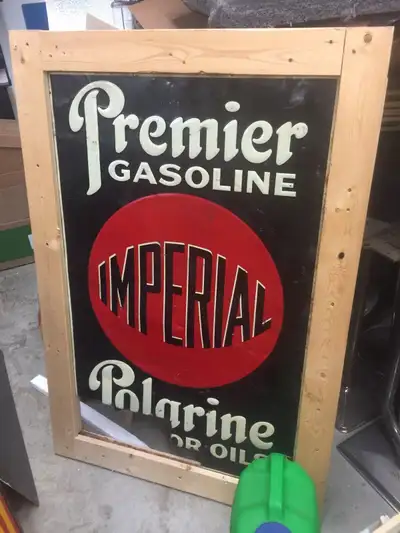 Premier
GASOLINE
IMPERIAL
Polarine
OR OILS